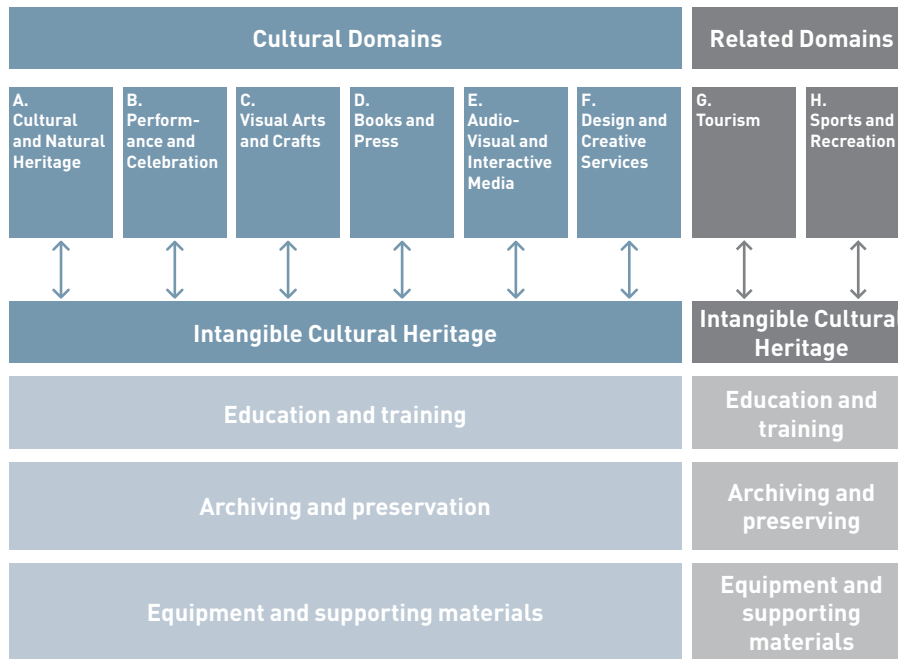 Cultural Domains
Related Domains
A.
Cultural
and Natural
Heritage
B.
Perform-
ance and
Celebration
C.
Visual Arts
and Crafts
D.
Books and
Press
E.
Audio-
Visual and
Interactive
Media
F.
Design and
Creative
Services
G.
Tourism
H.
Sports and
Recreation
Intangible Cultural Heritage
Intangible Cultural
Heritage
Education and training
Education and
training
Archiving and preservation
Archiving and
preserving
Equipment and supporting materials
Equipment and
supporting
materials